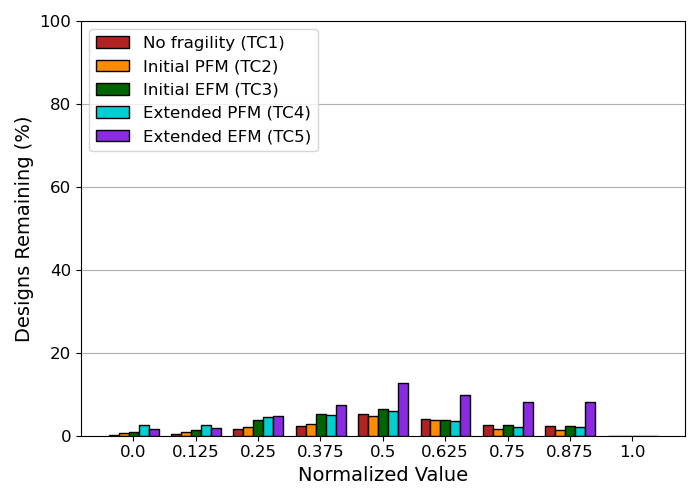 100
80
60
40
20
0
Designs Remaining (%)
No fragility (TC1)
Initial PFM (TC2)
Initial EFM (TC3)
Extended PFM (TC4)
Extended EFM (TC5)
0.0 0.125 0.25 0.375 0.5 0.625 0.75 0.875 1.0
Normalized Value